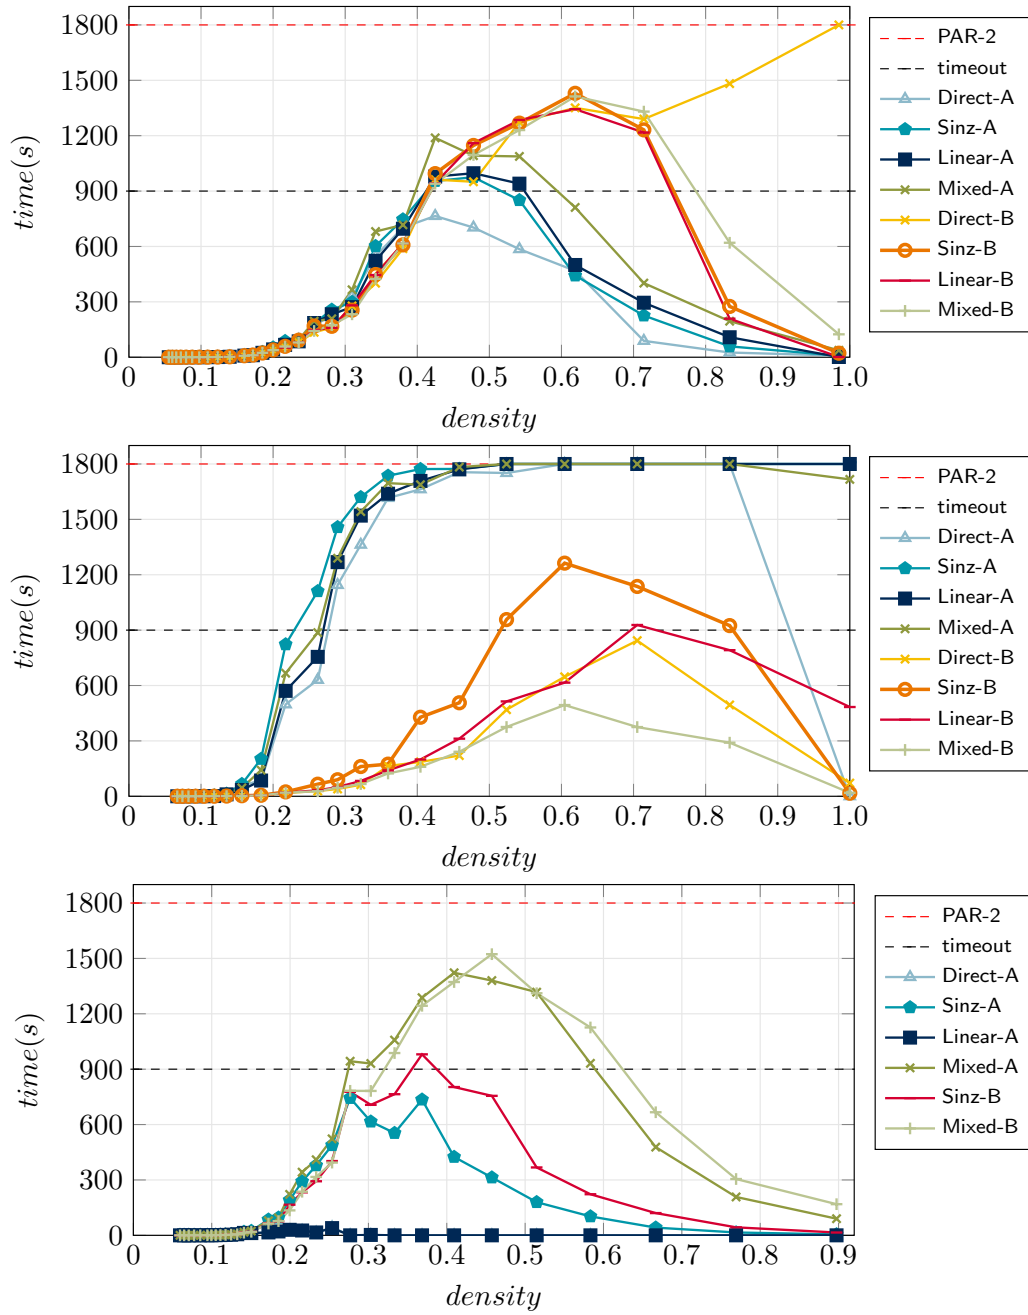 1800
1500
1200
900
600
300
0
time(s)
0 0.1 0.2 0.3 0.4 0.5 0.6 0.7 0.8 0.9 1.0
density
PAR-2
timeout
Direct-A
Sinz-A
Linear-A
Mixed-A
Direct-B
Sinz-B
Linear-B
Mixed-B
1800
1500
1200
900
600
300
0
time(s)
0 0.1 0.2 0.3 0.4 0.5 0.6 0.7 0.8 0.9 1.0
density
PAR-2
timeout
Direct-A
Sinz-A
Linear-A
Mixed-A
Direct-B
Sinz-B
Linear-B
Mixed-B
1800
1500
1200
900
600
300
0
time(s)
0 0.1 0.2 0.3 0.4 0.5 0.6 0.7 0.8 0.9
density
PAR-2
timeout
Direct-A
Sinz-A
Linear-A
Mixed-A
Sinz-B
Mixed-B